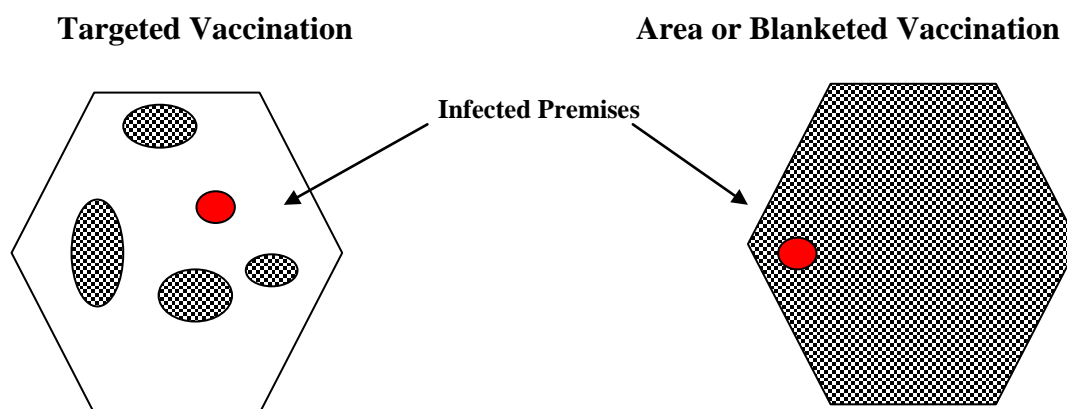 Targeted Vaccination
Area or Blanketed Vaccination
Infected Premises